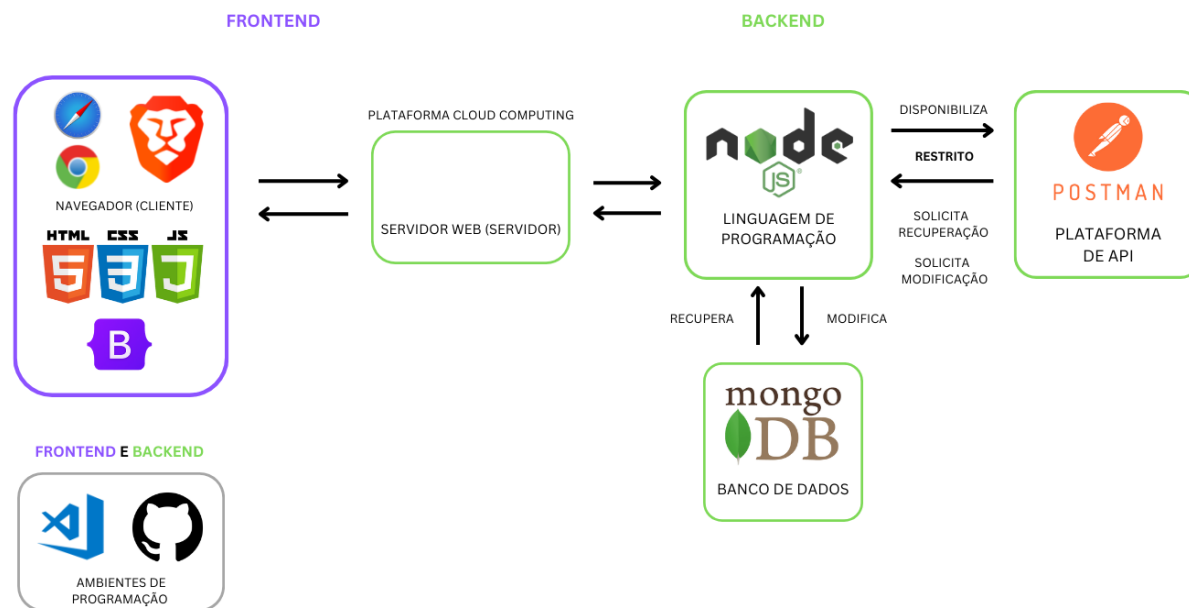 FRONTEND
BACKEND
NAVEGADOR (CLIENTE)
HTML CSS JS
5 3 J
B
PLATAFORMA CLOUD COMPUTING
SERVIDOR WEB (SERVIDOR)
node
JS®
LINGUAGEM DE
PROGRAMAÇÃO
DISPONIBILIZA
RESTRITO
SOLICITA
RECUPERAÇÃO
SOLICITA
MODIFICAÇÃO
POSTMAN
PLATAFORMA
DE API
RECUPERA
MODIFICA
mongo
DB
BANCO DE DADOS
FRONTEND E BACKEND
AMBIENTES DE
PROGRAMAÇÃO